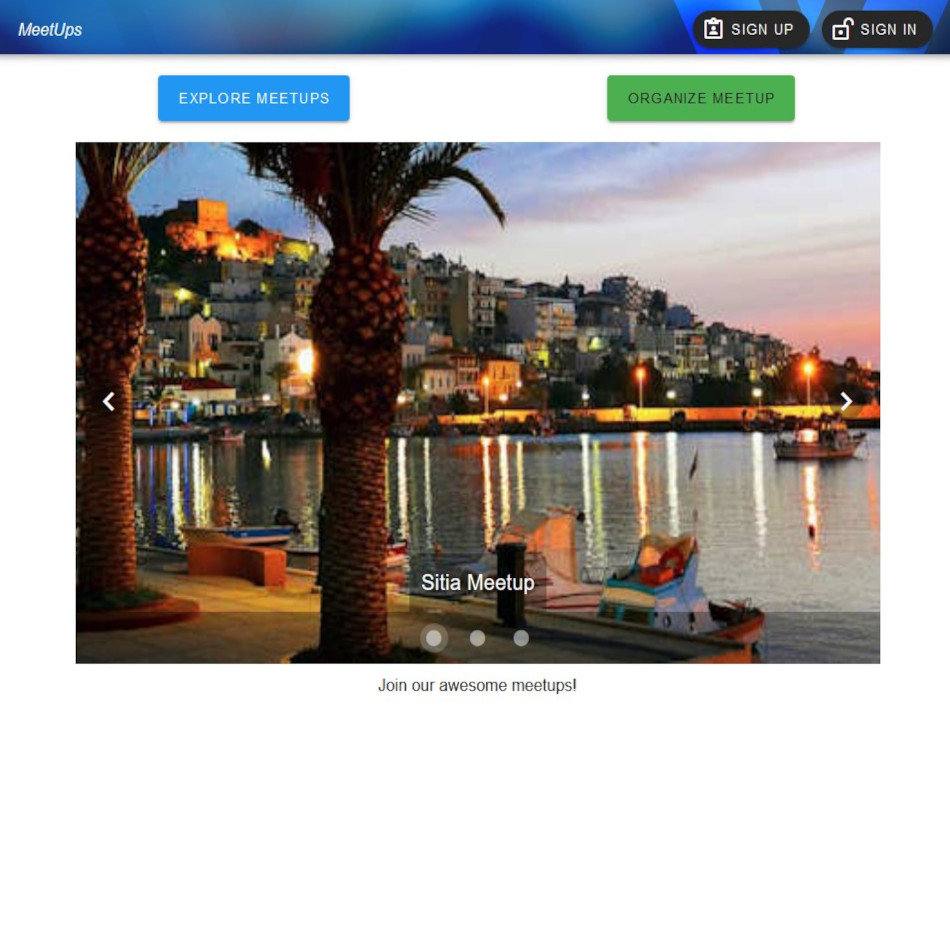 MeetUps
SIGN UP
SIGN IN
EXPLORE MEETUPS
ORGANIZE MEETUP
Sitia Meetup
Join our awesome meetups!